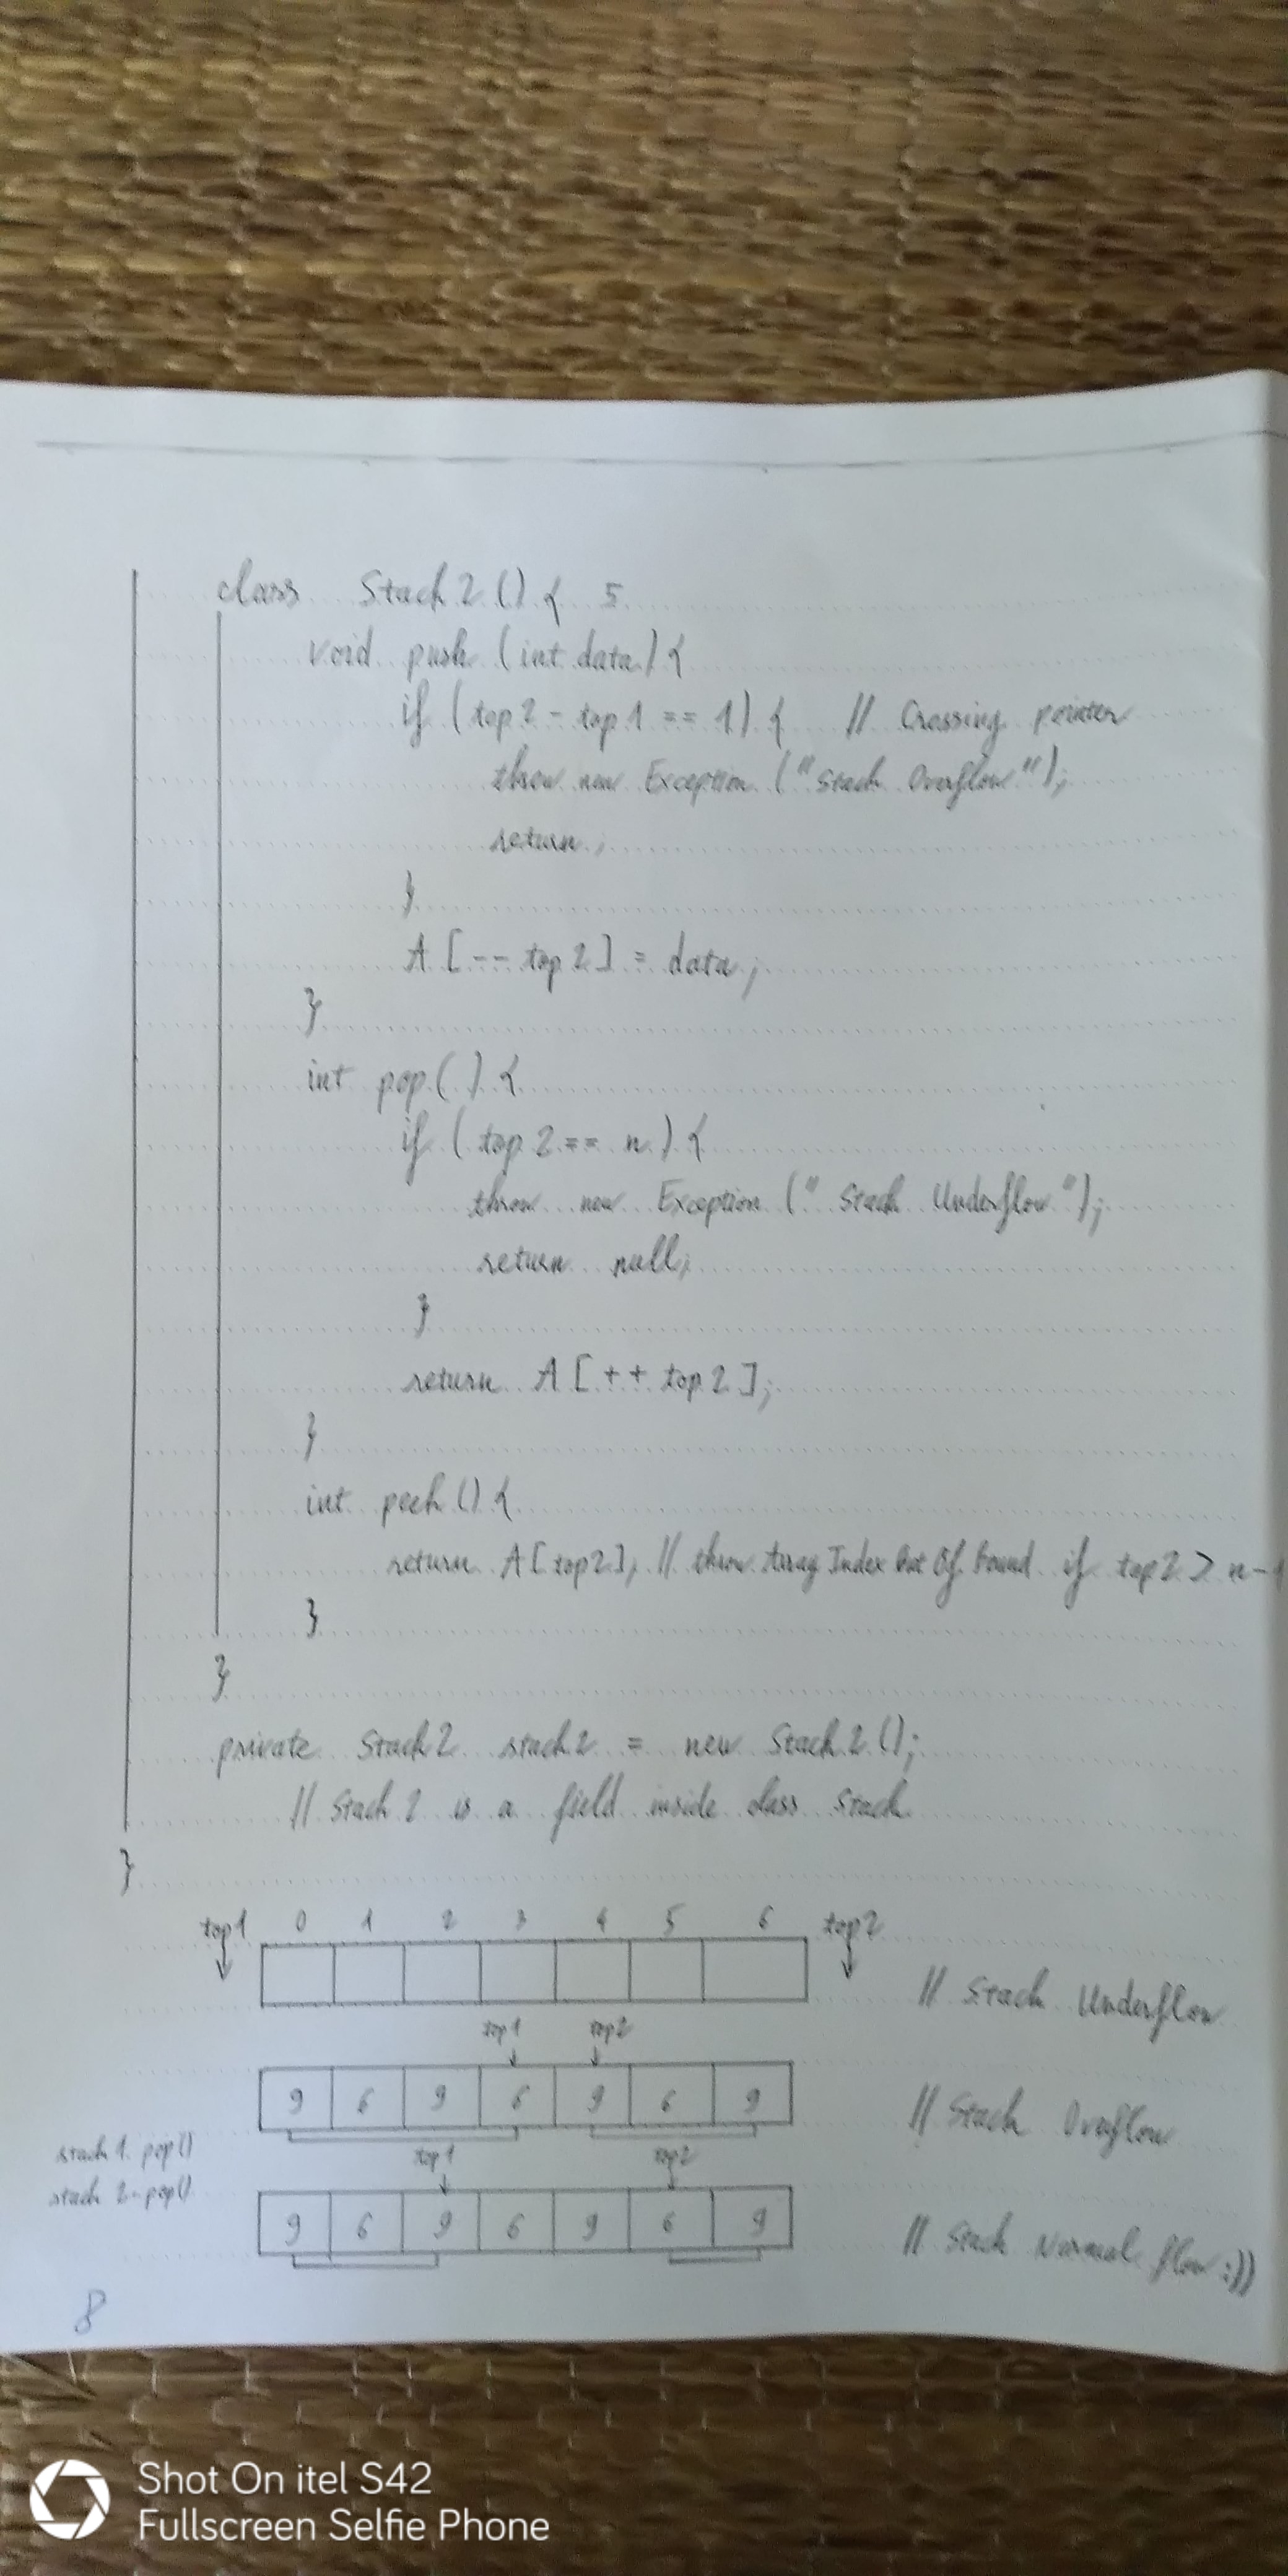 class Stack2 () { 5
void push (int data) {
if (top2 - top1 == 1) { // Crossing pointer
throw new Exception ("Stack Overflow");
return;
}
A [-- top2] = data;
}
int pop () {
if (top2 == n) {
throw new Exception ("Stack Underflow");
return null;
}
return A [++ top2];
}
int peek () {
return A [top2]; // throw Array Index Out Of Bound if top2 > n-1
}
}
private Stack2 stack2 = new Stack2 ();
// Stack2 is a field inside class Stack
}
top1 0 1 2 3 4 5 6 top2
// Stack Underflow
top1 top2
9 6 9 6 9 6 9 // Stack Overflow
stack1.pop() top1 top2
stack2.pop()
9 6 9 6 9 6 9 // Stack Normal flow :))
8
Shot On itel S42
Fullscreen Selfie Phone